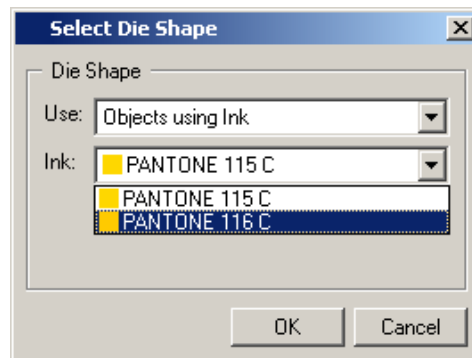 Select Die Shape
Die Shape
Use: Objects using Ink
Ink: PANTONE 115 C
PANTONE 115 C
PANTONE 116 C
OK Cancel